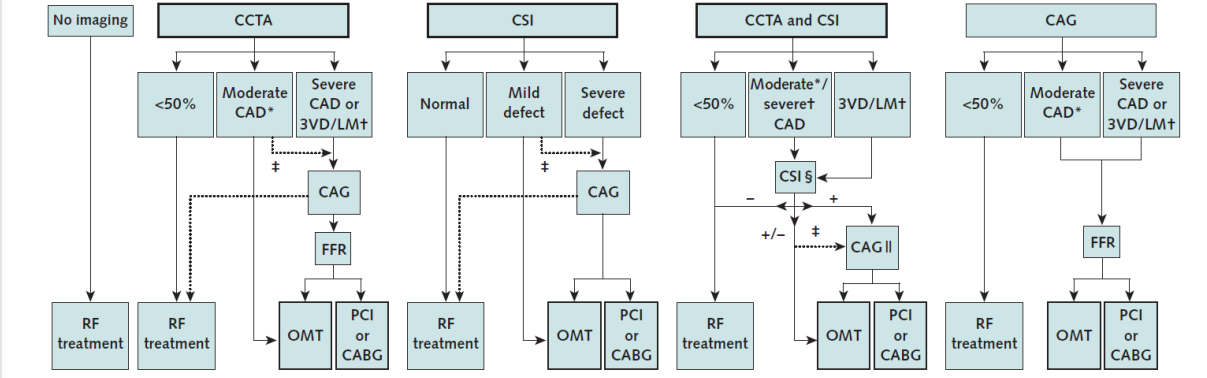 No imaging
CCTA
CSI
CCTA and CSI
CAG
<50%
Moderate
CAD*
Severe
CAD or
3VD/LM†
Normal
Mild
defect
Severe
defect
<50%
Moderate*/
severe†
CAD
3VD/LM†
<50%
Moderate
CAD*
Severe
CAD or
3VD/LM†
‡
CAG
FFR
‡
CAG
CSI §
–
+
+/–
‡
CAG ||
FFR
RF
treatment
RF
treatment
OMT
PCI
or
CABG
RF
treatment
OMT
PCI
or
CABG
RF
treatment
OMT
PCI
or
CABG
RF
treatment
OMT
PCI
or
CABG